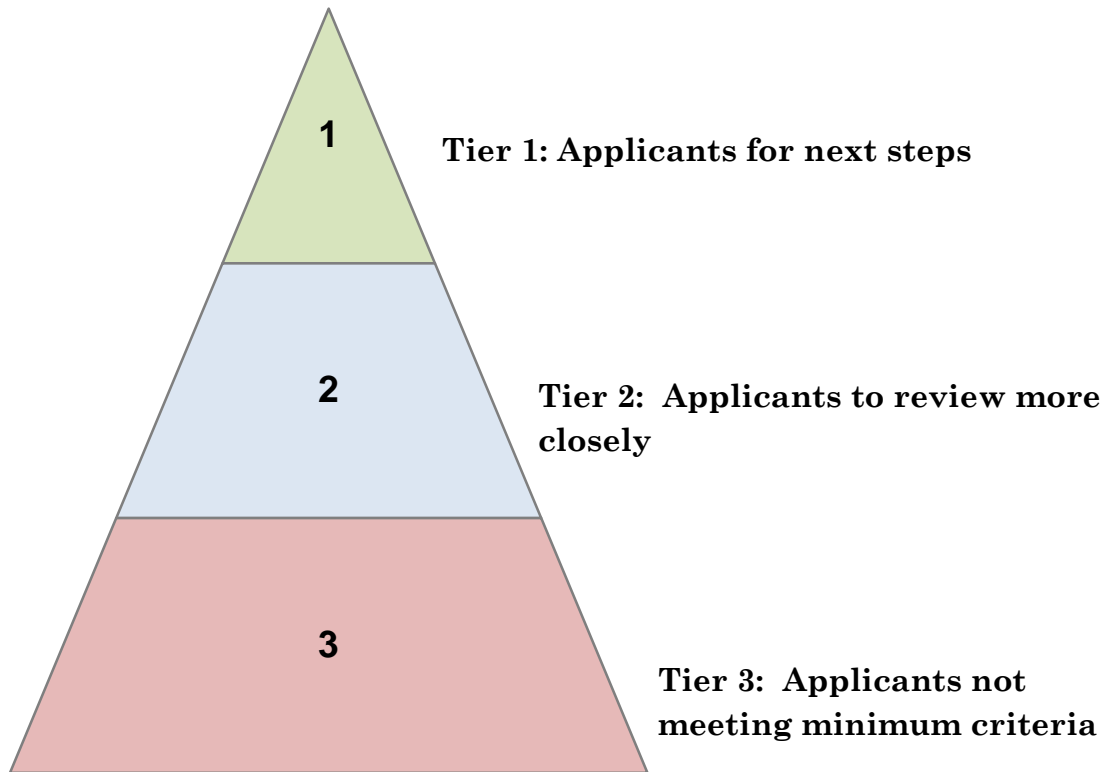 1
Tier 1: Applicants for next steps
2
Tier 2:  Applicants to review more
closely
3
Tier 3:  Applicants not
meeting minimum criteria